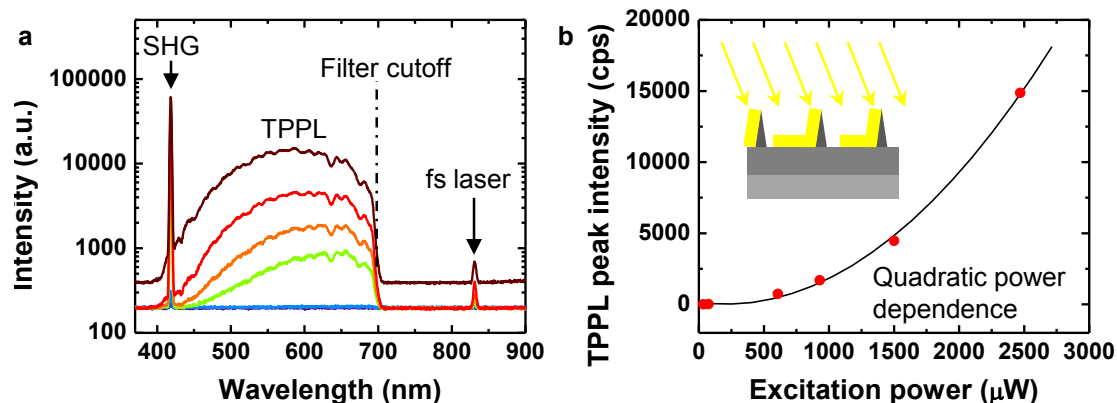 a
SHG
Filter cutoff
TPPL
fs laser
100000
10000
1000
100
Intensity (a.u.)
400
500
600
700
800
900
Wavelength (nm)
b
20000
15000
10000
5000
0
TPPL peak intensity (cps)
Quadratic power
dependence
0
500
1000
1500
2000
2500
3000
Excitation power (μW)